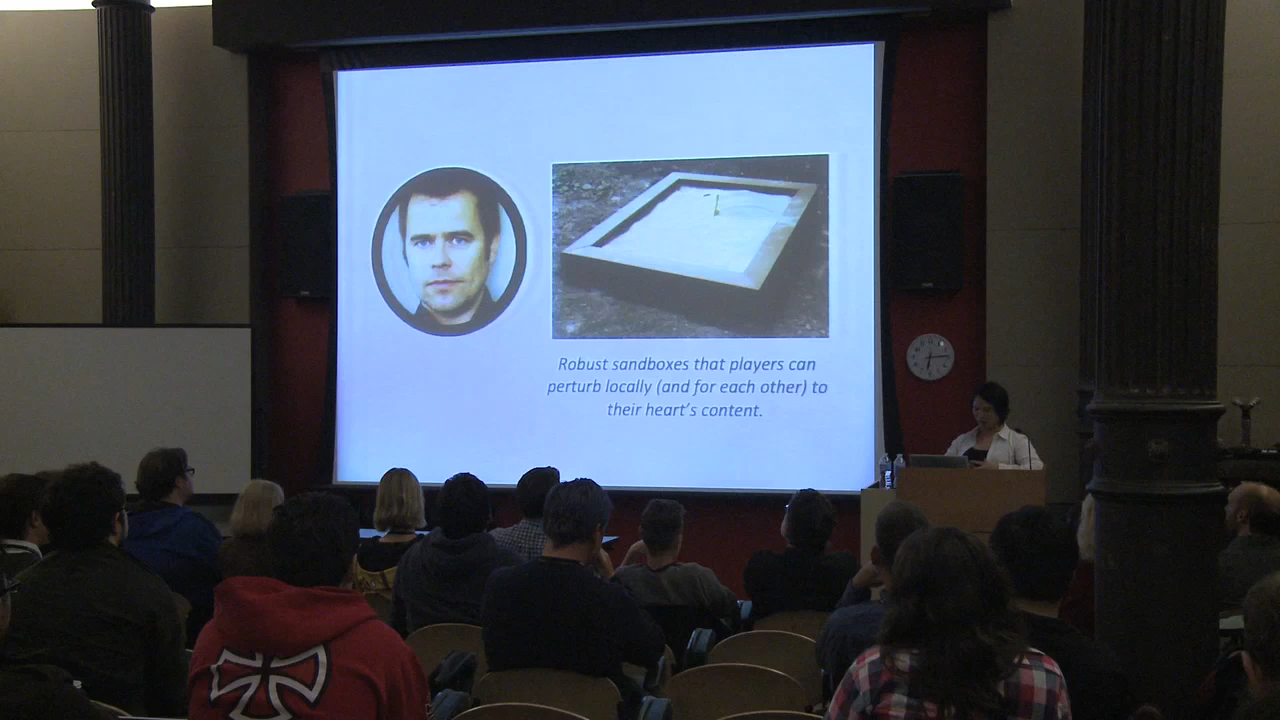 Robust sandboxes that players can
perturb locally (and for each other) to
their heart's content.